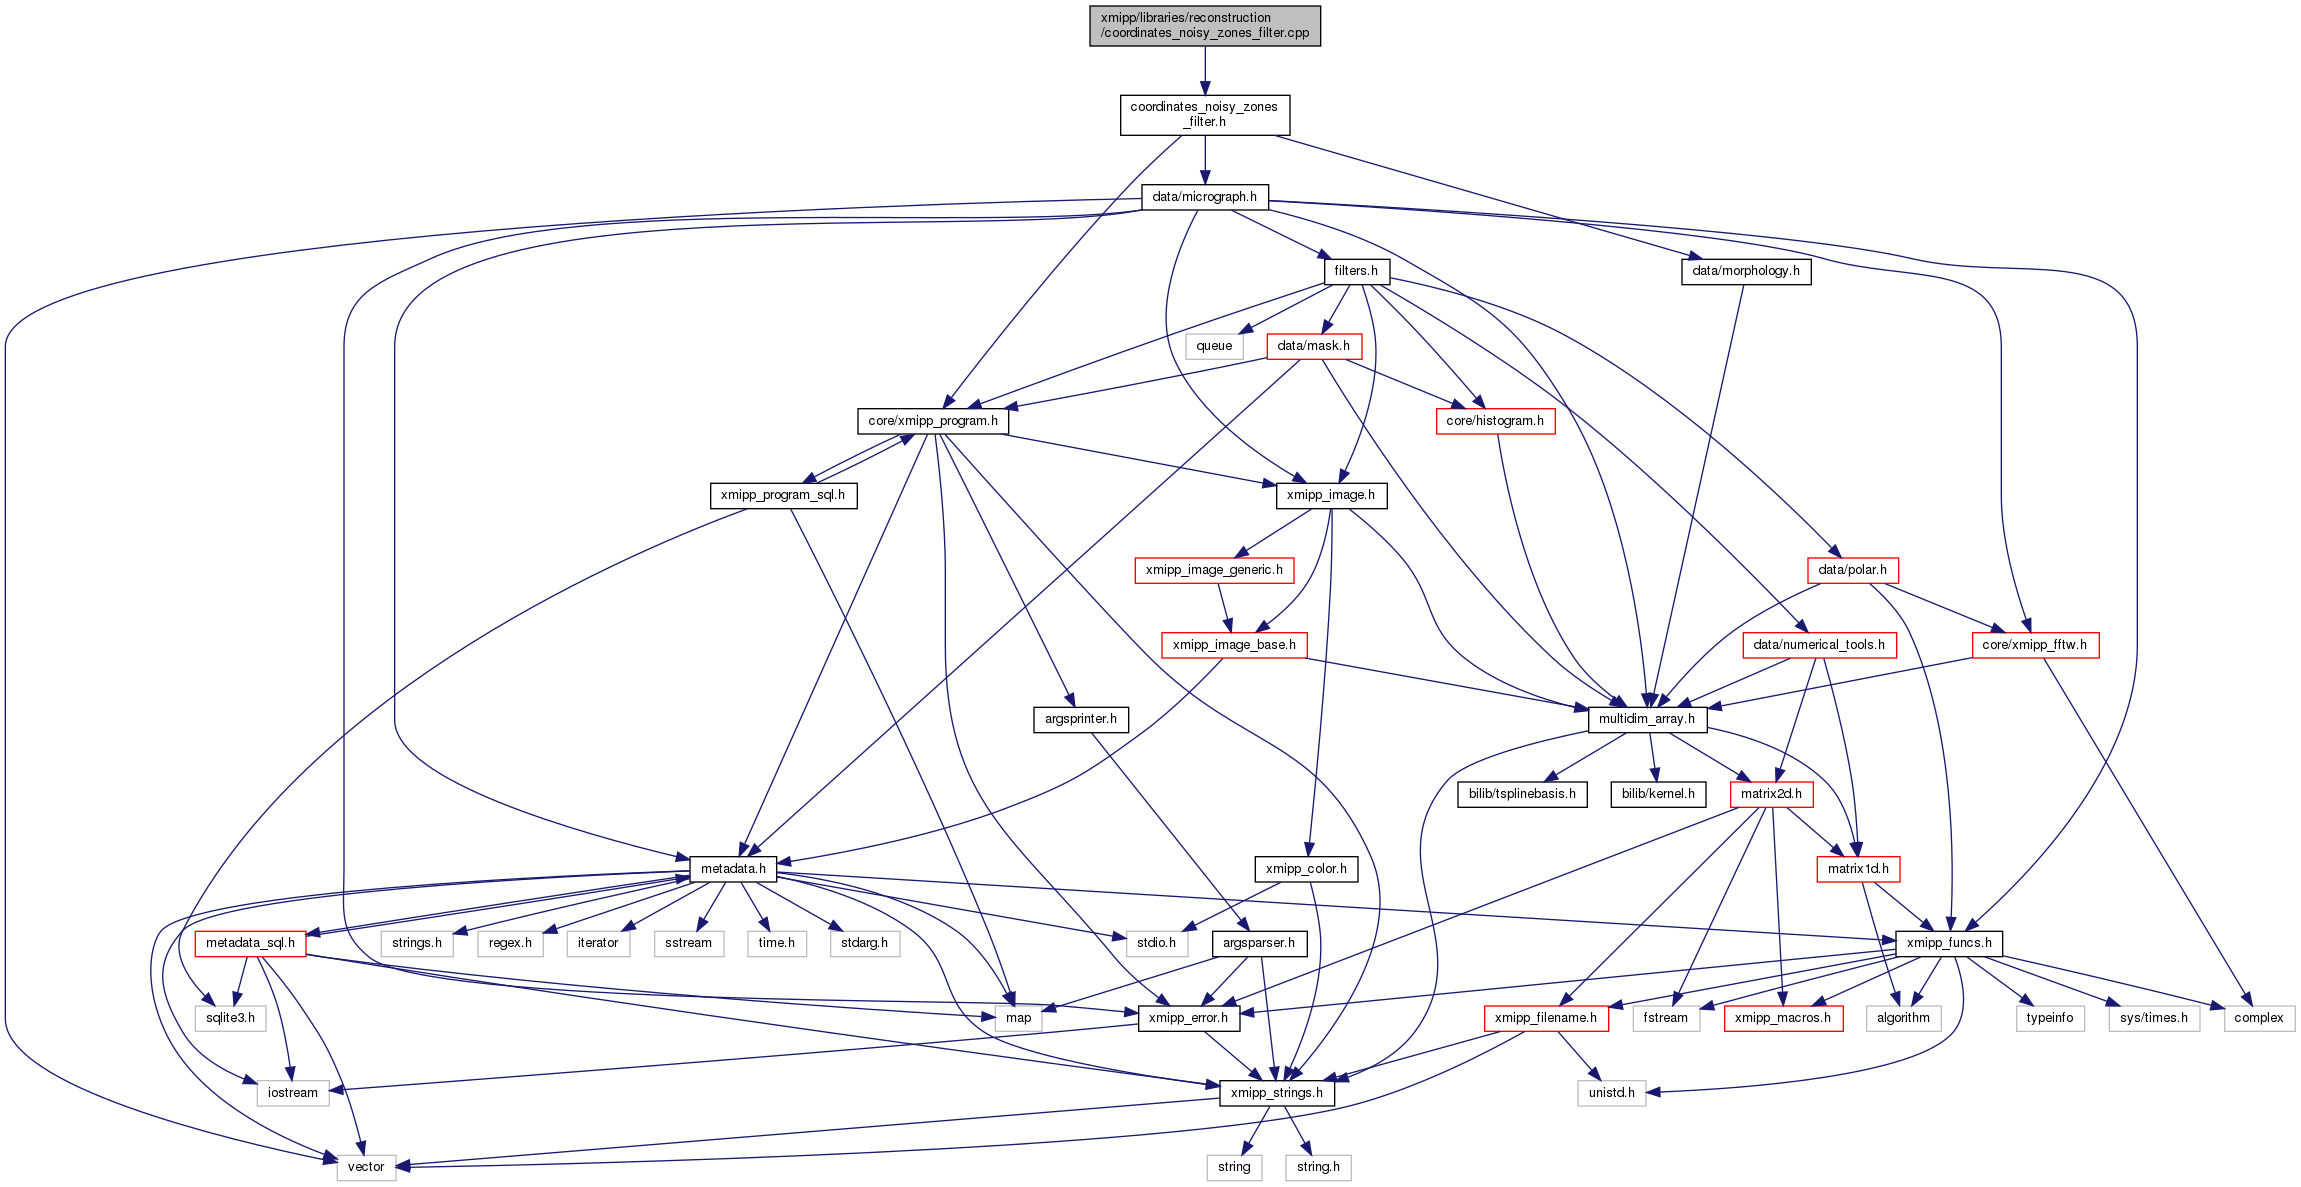 xmipp/libraries/reconstruction
/coordinates_noisy_zones_filter.cpp
coordinates_noisy_zones
_filter.h
data/micrograph.h
filters.h
data/morphology.h
queue
data/mask.h
core/xmipp_program.h
core/histogram.h
xmipp_program_sql.h
xmipp_image.h
xmipp_image_generic.h
data/polar.h
xmipp_image_base.h
data/numerical_tools.h
core/xmipp_fftw.h
argsprinter.h
multidim_array.h
bilib/tsplinebasis.h
bilib/kernel.h
matrix2d.h
metadata.h
xmipp_color.h
matrix1d.h
metadata_sql.h
strings.h
regex.h
iterator
sstream
time.h
stdarg.h
stdio.h
argsparser.h
xmipp_funcs.h
sqlite3.h
map
xmipp_error.h
xmipp_filename.h
fstream
xmipp_macros.h
algorithm
typeinfo
sys/times.h
complex
iostream
xmipp_strings.h
unistd.h
vector
string
string.h